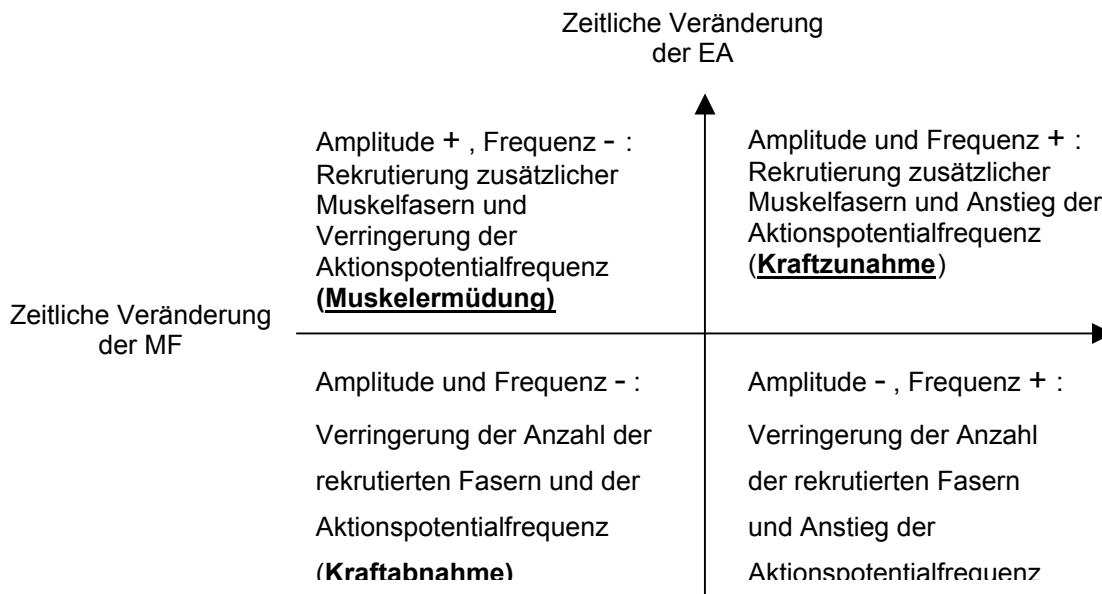 Zeitliche Veränderung
der EA
Amplitude + , Frequenz - :
Rekrutierung zusätzlicher
Muskelfasern und
Verringerung der
Aktionspotentialfrequenz
(Muskelermüdung)
Amplitude und Frequenz + :
Rekrutierung zusätzlicher
Muskelfasern und Anstieg der
Aktionspotentialfrequenz
(Kraftzunahme)
Zeitliche Veränderung
der MF
Amplitude und Frequenz - :
Verringerung der Anzahl der
rekrutierten Fasern und der
Aktionspotentialfrequenz
(Kraftabnahme)
Amplitude - , Frequenz + :
Verringerung der Anzahl
der rekrutierten Fasern
und Anstieg der
Aktionspotentialfrequenz